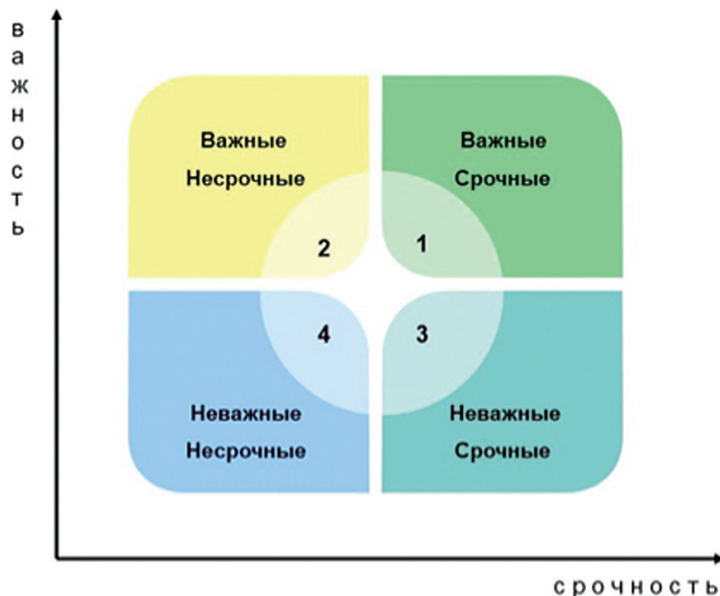 важность
Важные
Несрочные
2
Важные
Срочные
1
4
Неважные
Несрочные
3
Неважные
Срочные
срочность